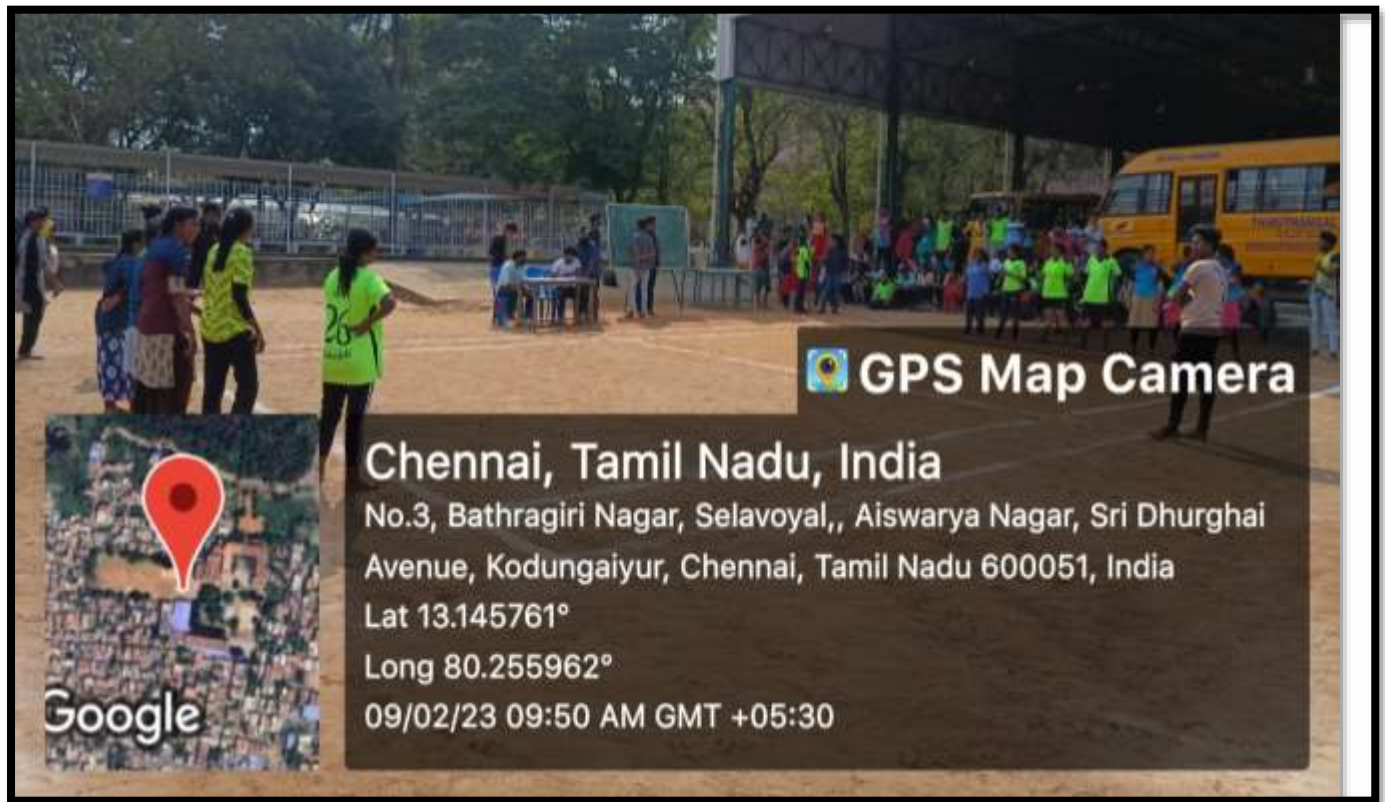 26
GPS Map Camera
Chennai, Tamil Nadu, India
No.3, Bathragiri Nagar, Selavoyal,, Aiswarya Nagar, Sri Dhurghai
Avenue, Kodungaiyur, Chennai, Tamil Nadu 600051, India
Lat 13.145761°
Long 80.255962°
09/02/23 09:50 AM GMT +05:30
Google